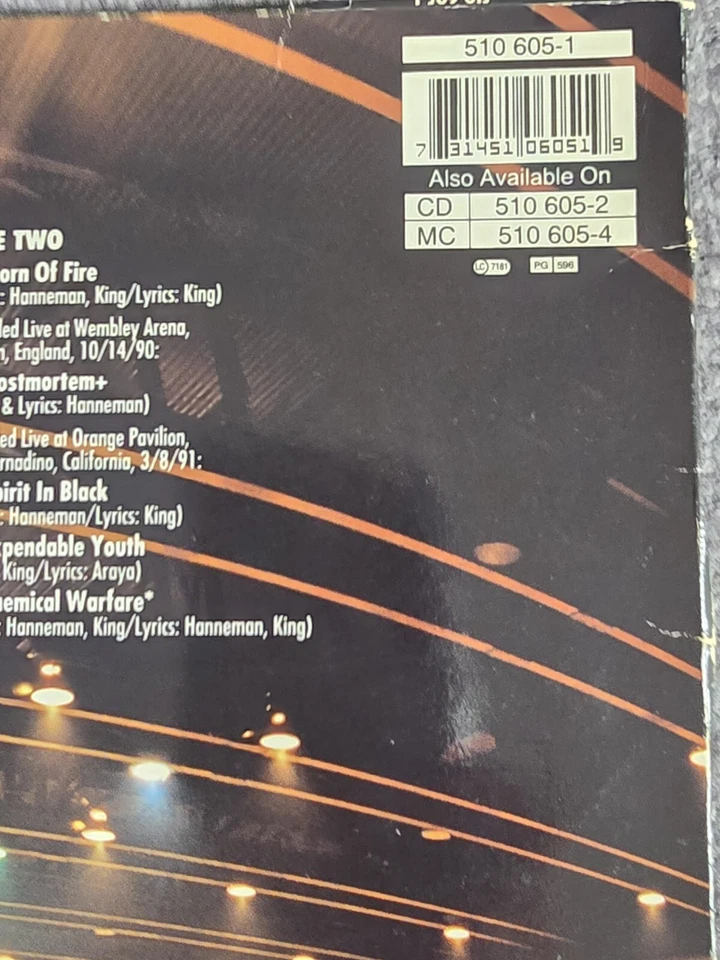 510 605-1
7 31451 06051 9
Also Available On
CD 510 605-2
MC 510 605-4
LC 7181 PG 596
E TWO
orn Of Fire
: Hanneman, King/Lyrics: King)
ded Live at Wembley Arena,
n, England, 10/14/90:
ostmortem+
& Lyrics: Hanneman)
ed Live at Orange Pavilion,
rnadino, California, 3/8/91:
pirit In Black
: Hanneman/Lyrics: King)
pendable Youth
King/Lyrics: Araya)
hemical Warfare*
: Hanneman, King/Lyrics: Hanneman, King)